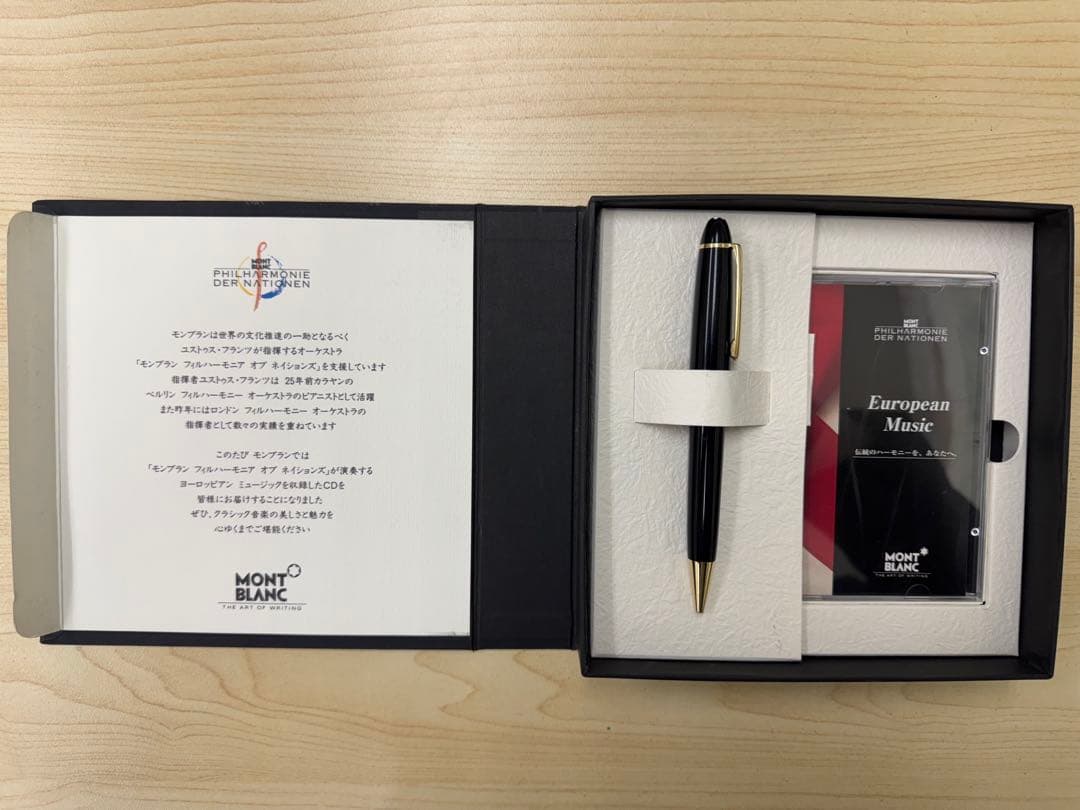 MONT
BLANC
PHILHARMONIE
DER NATIONEN
モンブランは世界の文化推進の一助となるべく
ユストゥス・フランツが指揮するオーケストラ
「モンブラン フィルハーモニア オブ ネイションズ」を支援しています
指揮者ユストゥス・フランツは 25年前カラヤンの
ベルリン フィルハーモニー オーケストラのピアニストとして活躍
また昨年にはロンドン フィルハーモニー オーケストラの
指揮者として数々の実績を重ねています
このたび モンブランでは
「モンブラン フィルハーモニア オブ ネイションズ」が演奏する
ヨーロッピアン ミュージックを収録したCDを
皆様にお届けすることになりました
ぜひ、クラシック音楽の美しさと魅力を
心ゆくまでご堪能ください
MONT
BLANC
THE ART OF WRITING
MONT
BLANC
PHILHARMONIE
DER NATIONEN
European
Music
伝統のハーモニーを、あなたへ。
MONT
BLANC
THE ART OF WRITING